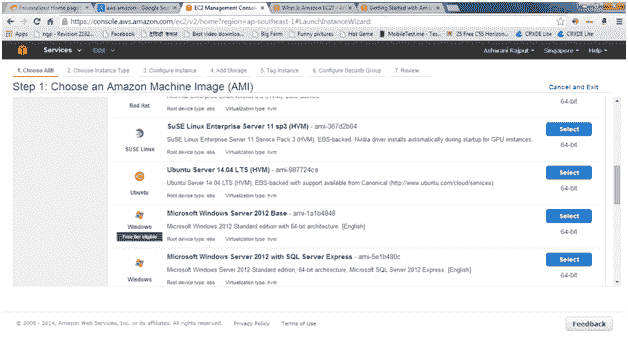 Amazon Home page
aws amazon - Google Sea
EC2 Management Conso
What is Amazon EC2? - A
Getting Started with Ama
https://console.aws.amazon.com/ec2/v2/home?region=ap-southeast-1#LaunchInstanceWizard:
Apps
Facebook
Best video downloa...
Big Farm
Funny pictures
Hot Game
MobileTest.me: Test...
25 Free CSS Horizon...
CRXDE Lite
CRXDE Lite
Services
Edit
Ashwani Rajput
Singapore
Help
1. Choose AMI
2. Choose Instance Type
3. Configure Instance
4. Add Storage
5. Tag Instance
6. Configure Security Group
7. Review
Step 1: Choose an Amazon Machine Image (AMI)
Cancel and Exit
Red Hat
Root device type: ebs Virtualization type: hvm
64-bit
SuSE Linux Enterprise Server 11 sp3 (HVM) - ami-367d2b64
Select
SUSE Linux
SuSE Linux Enterprise Server 11 Service Pack 3 (HVM), EBS-backed. Nvidia driver installs automatically during startup for GPU instances.
64-bit
Root device type: ebs Virtualization type: hvm
Ubuntu Server 14.04 LTS (HVM) - ami-987724ca
Select
Ubuntu
Ubuntu Server 14.04 LTS (HVM), EBS-backed with support available from Canonical (http://www.ubuntu.com/cloud/services).
64-bit
Root device type: ebs Virtualization type: hvm
Microsoft Windows Server 2012 Base - ami-1a1b4848
Select
Windows
Microsoft Windows 2012 Standard edition with 64-bit architecture. [English]
64-bit
Free tier eligible
Root device type: ebs Virtualization type: hvm
Microsoft Windows Server 2012 with SQL Server Express - ami-5e1b480c
Select
Windows
Microsoft Windows Server 2012 Standard edition, 64-bit architecture. Microsoft SQL Server 2012 Express. [English]
64-bit
Root device type: ebs Virtualization type: hvm
© 2008 - 2014, Amazon Web Services, Inc. or its affiliates. All rights reserved.
Privacy Policy
Terms of Use
Feedback